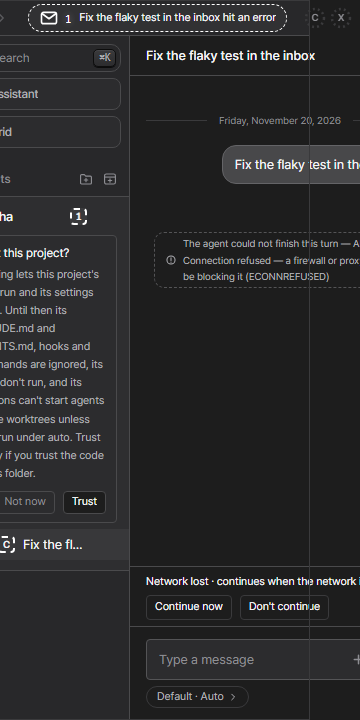 1 Fix the flaky test in the inbox hit an error
C X
earch ⌘K
ssistant
rid
ts
ha 1
t this project?
ing lets this project's
run and its settings
. Until then its
UDE.md and
NTS.md, hooks and
mands are ignored, its
don't run, and its
ons can't start agents
e worktrees unless
run under auto. Trust
y if you trust the code
s folder.
Not now Trust
C Fix the fl...
Fix the flaky test in the inbox
Friday, November 20, 2026
Fix the flaky test in the
The agent could not finish this turn — A
Connection refused — a firewall or prox
be blocking it (ECONNREFUSED)
Network lost · continues when the network i
Continue now Don't continue
Type a message
Default · Auto